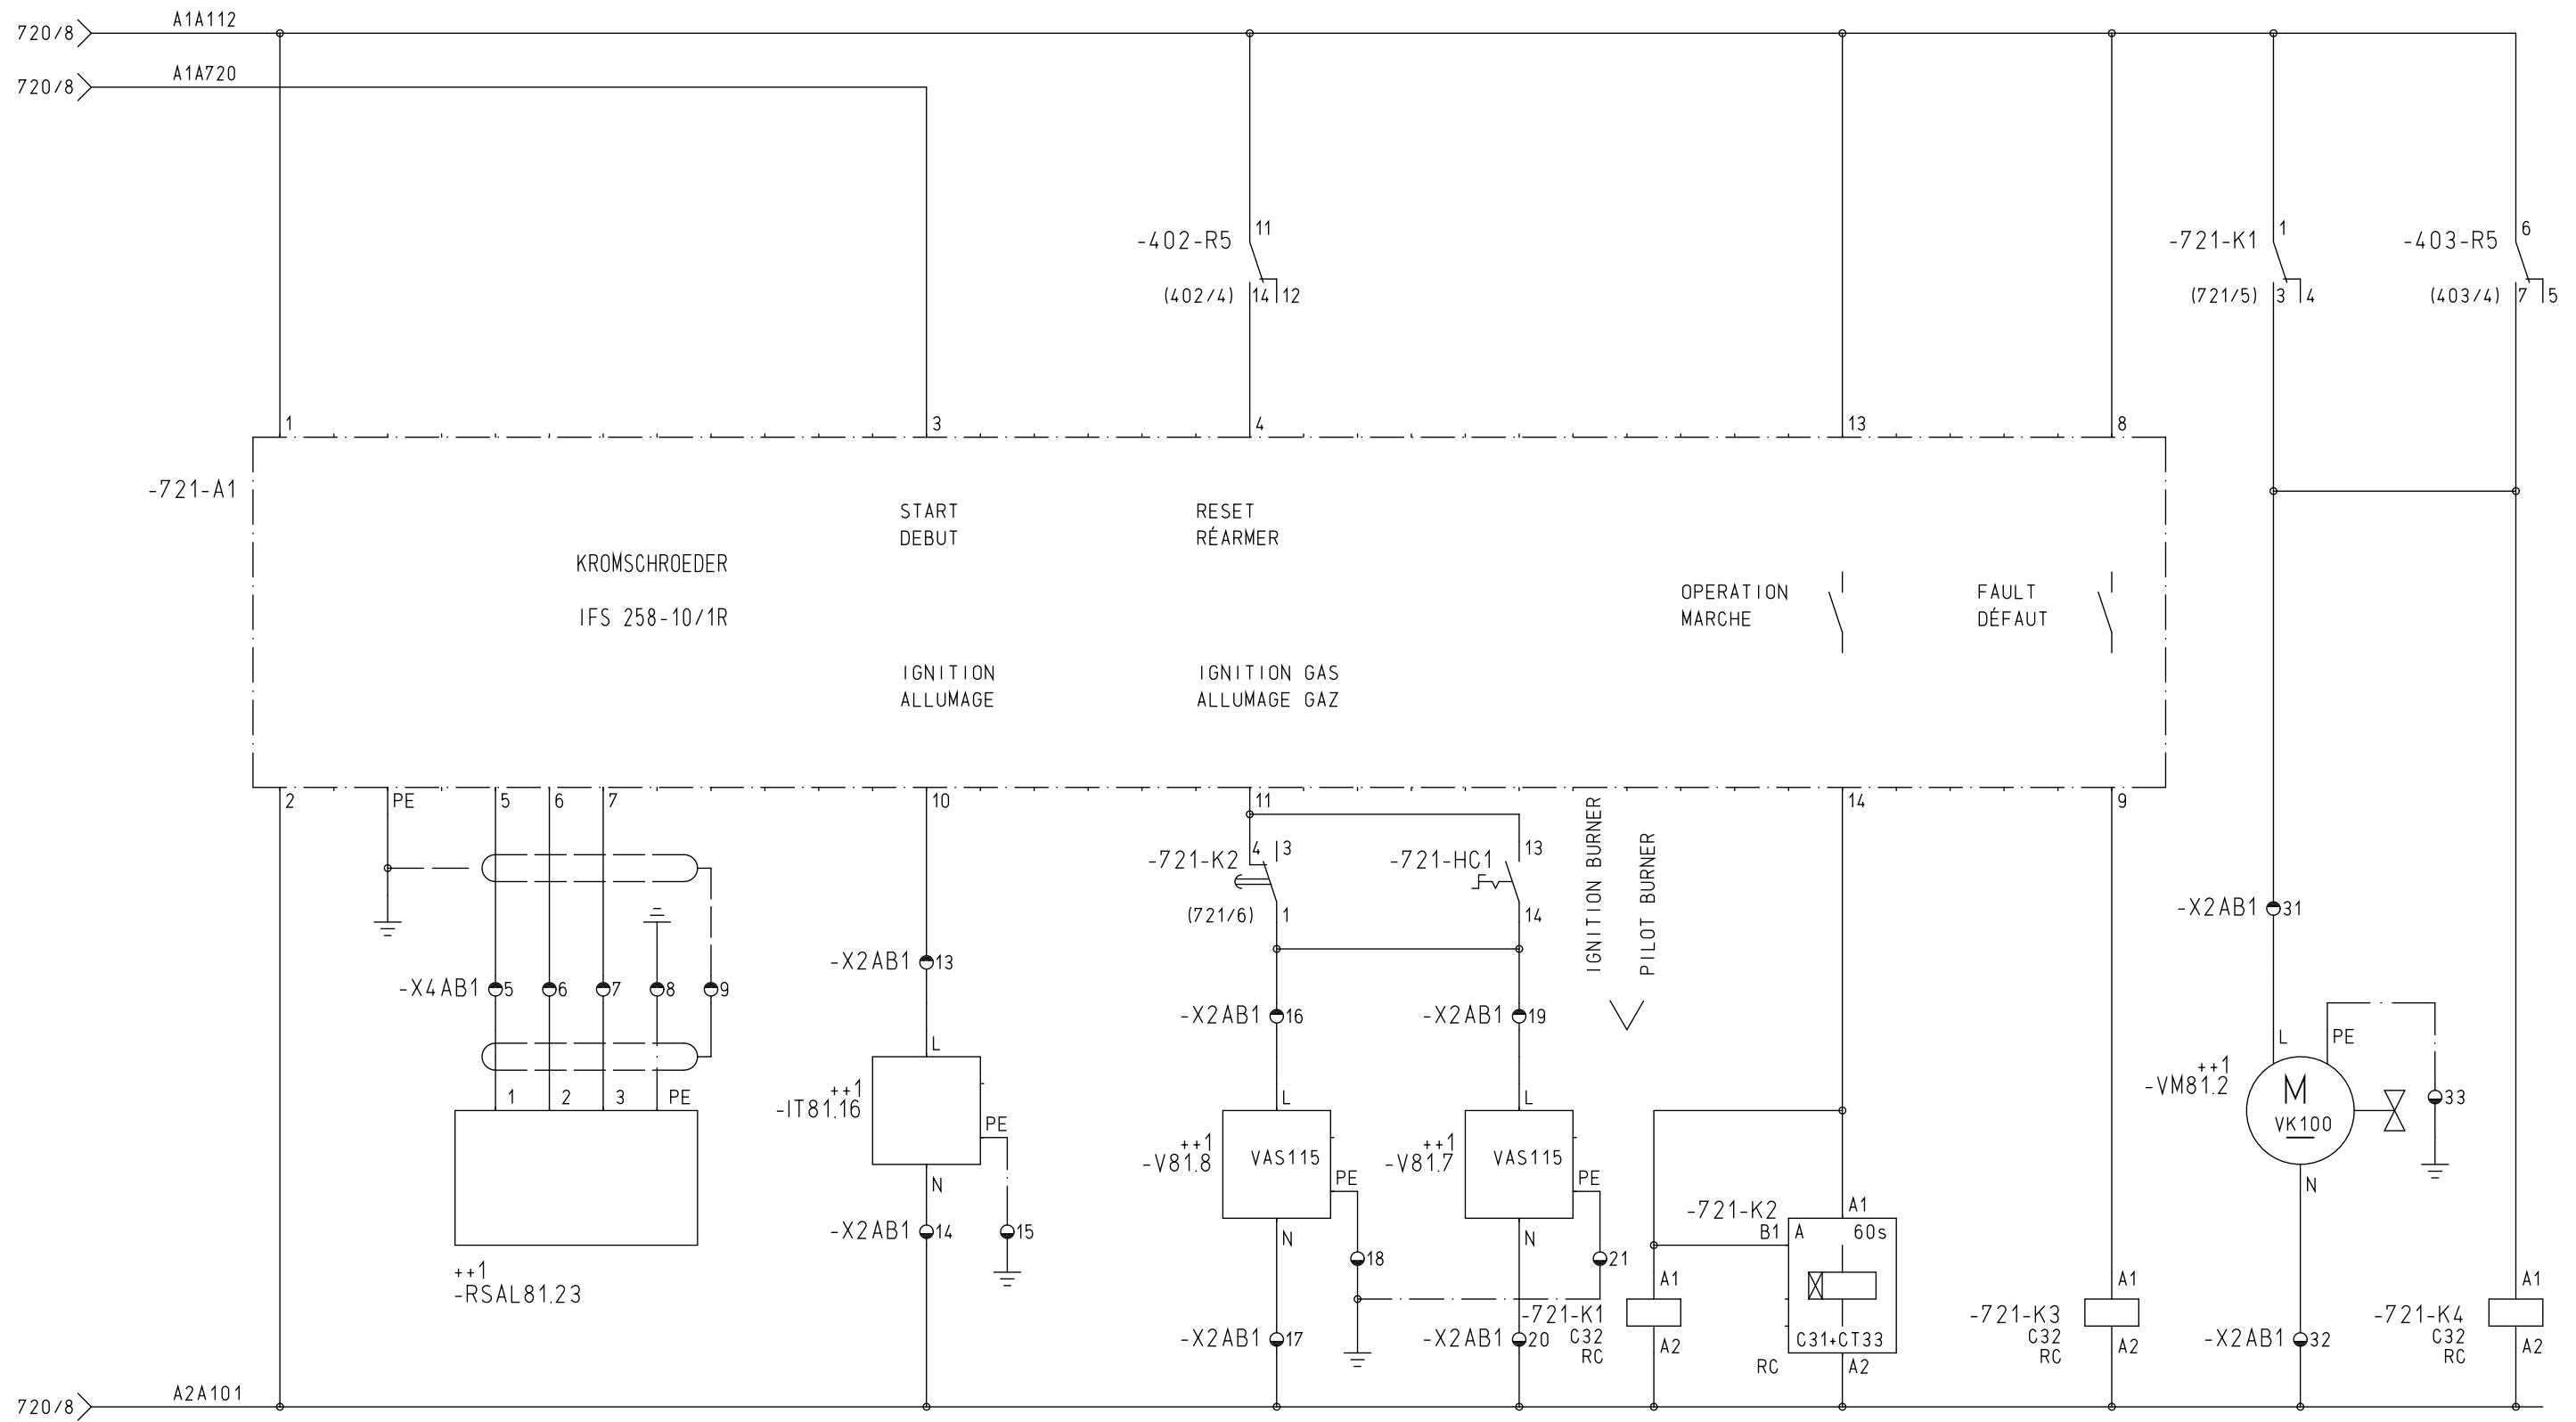 720/8
A1A112
720/8
A1A720
-402-R5
11
(402/4)
14
12
-721-K1
1
(721/5)
3
4
-403-R5
6
(403/4)
7
5
1
3
4
13
8
-721-A1
START
DEBUT
RESET
RÉARMER
KROMSCHROEDER
IFS 258-10/1R
OPERATION
MARCHE
FAULT
DÉFAUT
IGNITION
ALLUMAGE
IGNITION GAS
ALLUMAGE GAZ
2
PE
5
6
7
10
11
14
9
IGNITION BURNER
PILOT BURNER
-721-K2
4
3
(721/6)
1
-721-HC1
13
14
-X4AB1
5
6
7
8
9
-X2AB1
13
-X2AB1
16
-X2AB1
19
-X2AB1
31
1
2
3
PE
++1
-RSAL81.23
L
++1
-IT81.16
PE
N
-X2AB1
14
15
L
++1
-V81.8
VAS115
PE
N
18
-X2AB1
17
L
++1
-V81.7
VAS115
PE
N
21
-X2AB1
20
-721-K1
C32
RC
A1
A2
-721-K2
B1
A
60s
A1
C31+CT33
RC
A2
-721-K3
C32
RC
A1
A2
L
PE
++1
-VM81.2
M
VK100
33
N
-X2AB1
32
-721-K4
C32
RC
A1
A2
720/8
A2A101